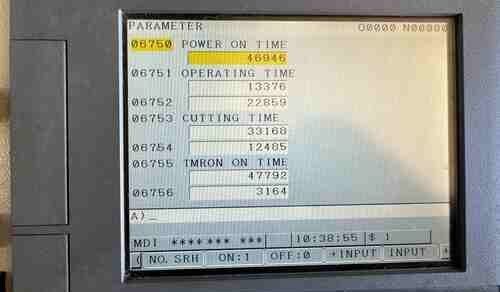 PARAMETER O0000 N00000
06750 POWER ON TIME
46946
06751 OPERATING TIME
13376
06752 22859
06753 CUTTING TIME
33168
06754 12485
06755 TMRON ON TIME
47792
06756 3164
A)_
MDI **** *** *** 10:38:55 $ 1
( NO. SRH ON:1 OFF:0 +INPUT INPUT +